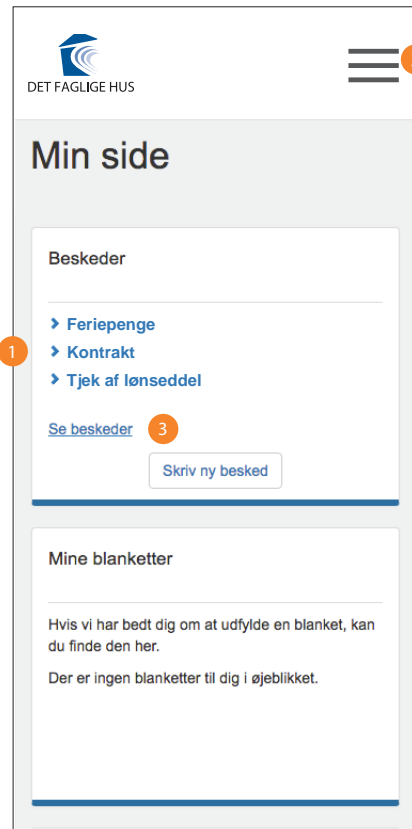 DET FAGLIGE HUS
Min side
Beskeder
Feriepenge
1
Kontrakt
Tjek af lønseddel
Se beskeder 3
Skriv ny besked
Mine blanketter
Hvis vi har bedt dig om at udfylde en blanket, kan
du finde den her.
Der er ingen blanketter til dig i øjeblikket.